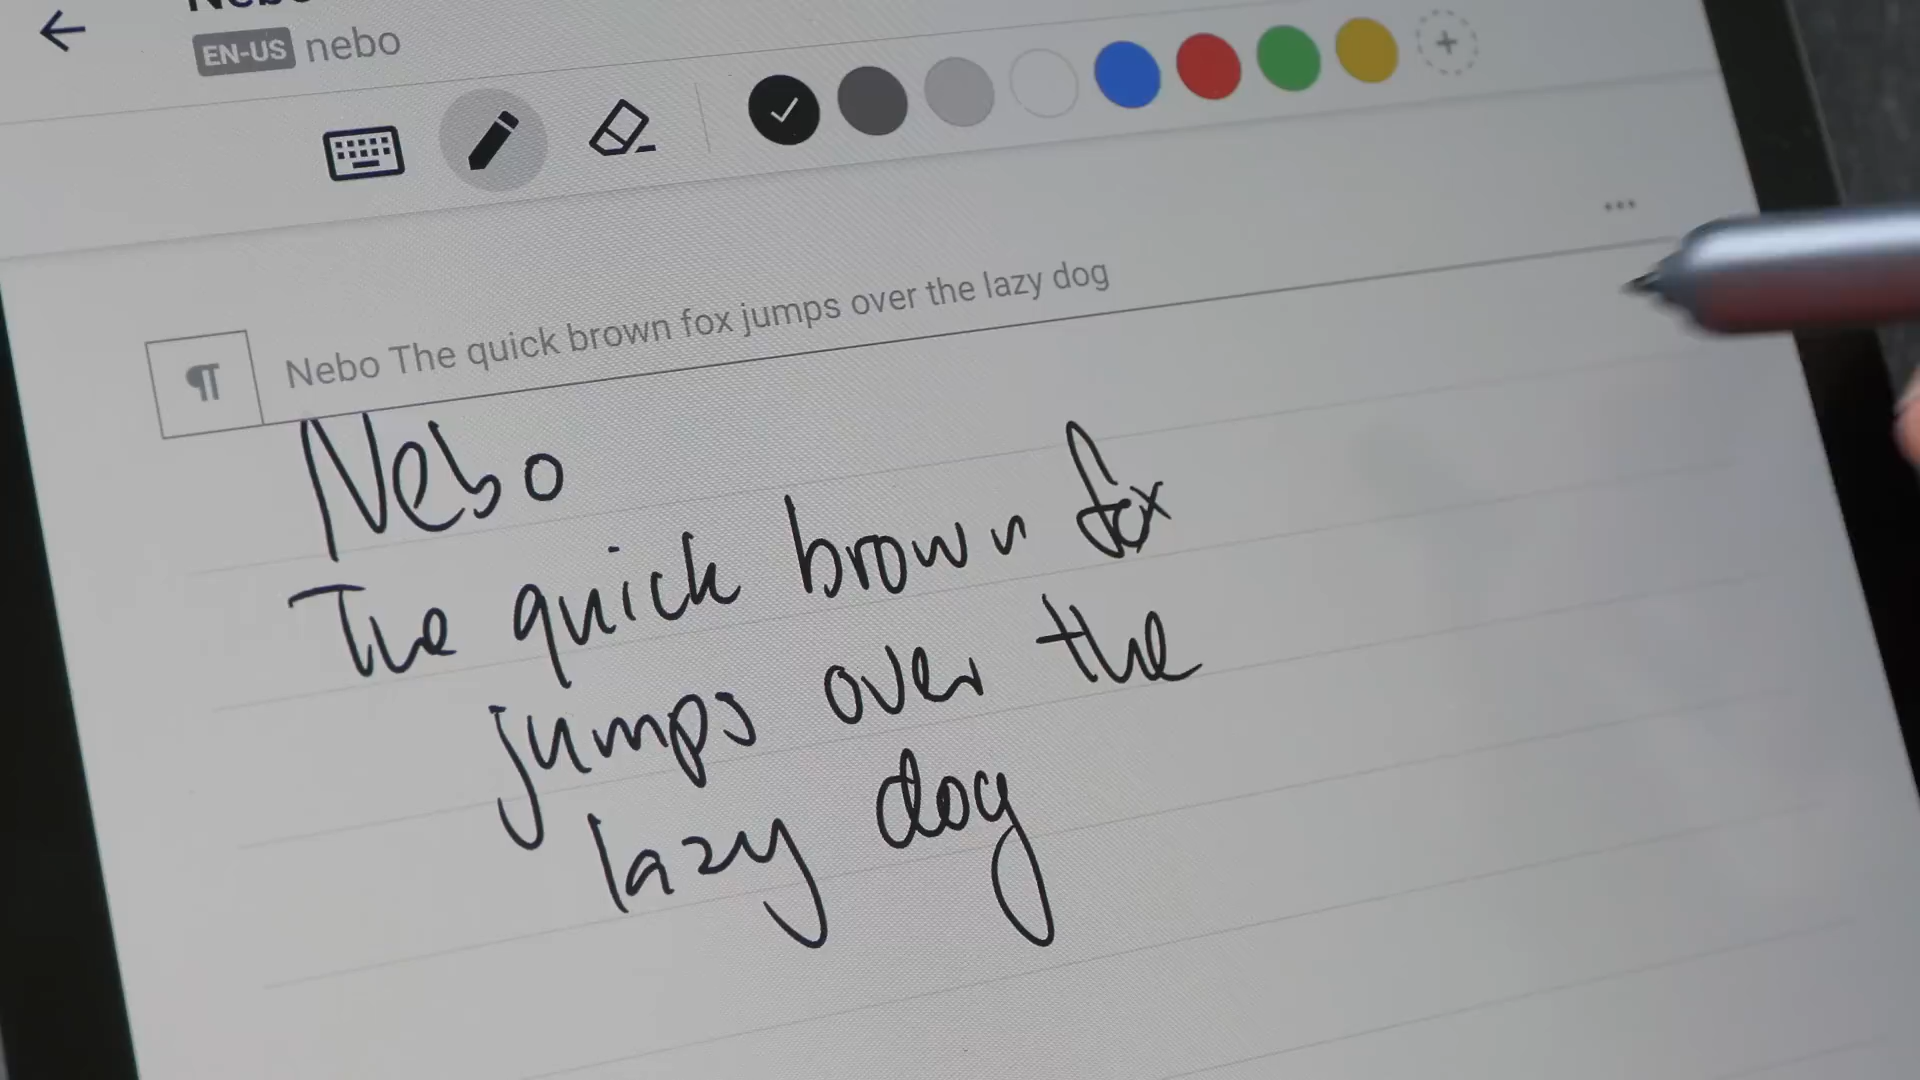 EN-US nebo
Nebo The quick brown fox jumps over the lazy dog
Nebo
The quick brown fox
jumps over the
lazy dog